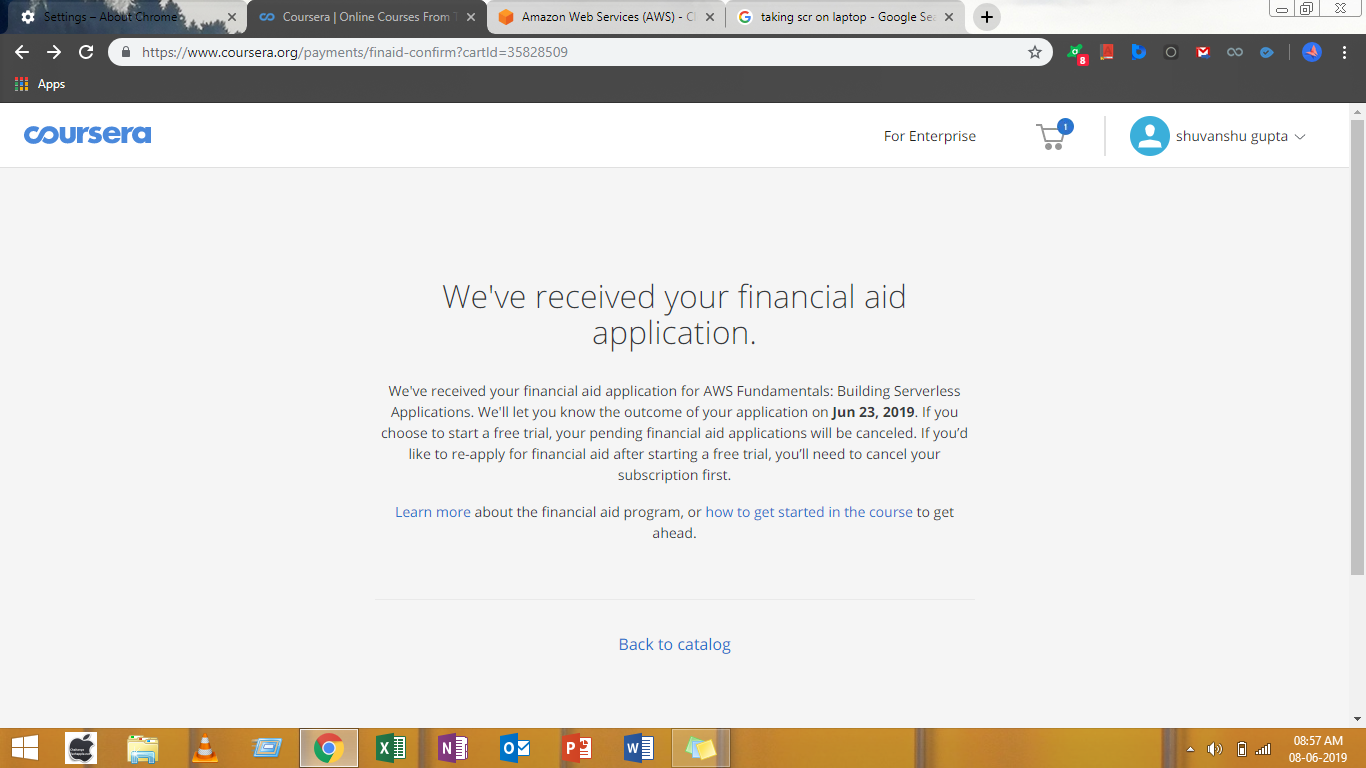 Settings – About Chrome
Coursera | Online Courses From T
Amazon Web Services (AWS) - Cl
taking scr on laptop - Google Sea
https://www.coursera.org/payments/finaid-confirm?cartId=35828509
8
Apps
coursera
For Enterprise
1
shuvanshu gupta
We've received your financial aid
application.
We've received your financial aid application for AWS Fundamentals: Building Serverless
Applications. We'll let you know the outcome of your application on Jun 23, 2019. If you
choose to start a free trial, your pending financial aid applications will be canceled. If you’d
like to re-apply for financial aid after starting a free trial, you’ll need to cancel your
subscription first.
Learn more about the financial aid program, or how to get started in the course to get
ahead.
Back to catalog
08:57 AM
08-06-2019